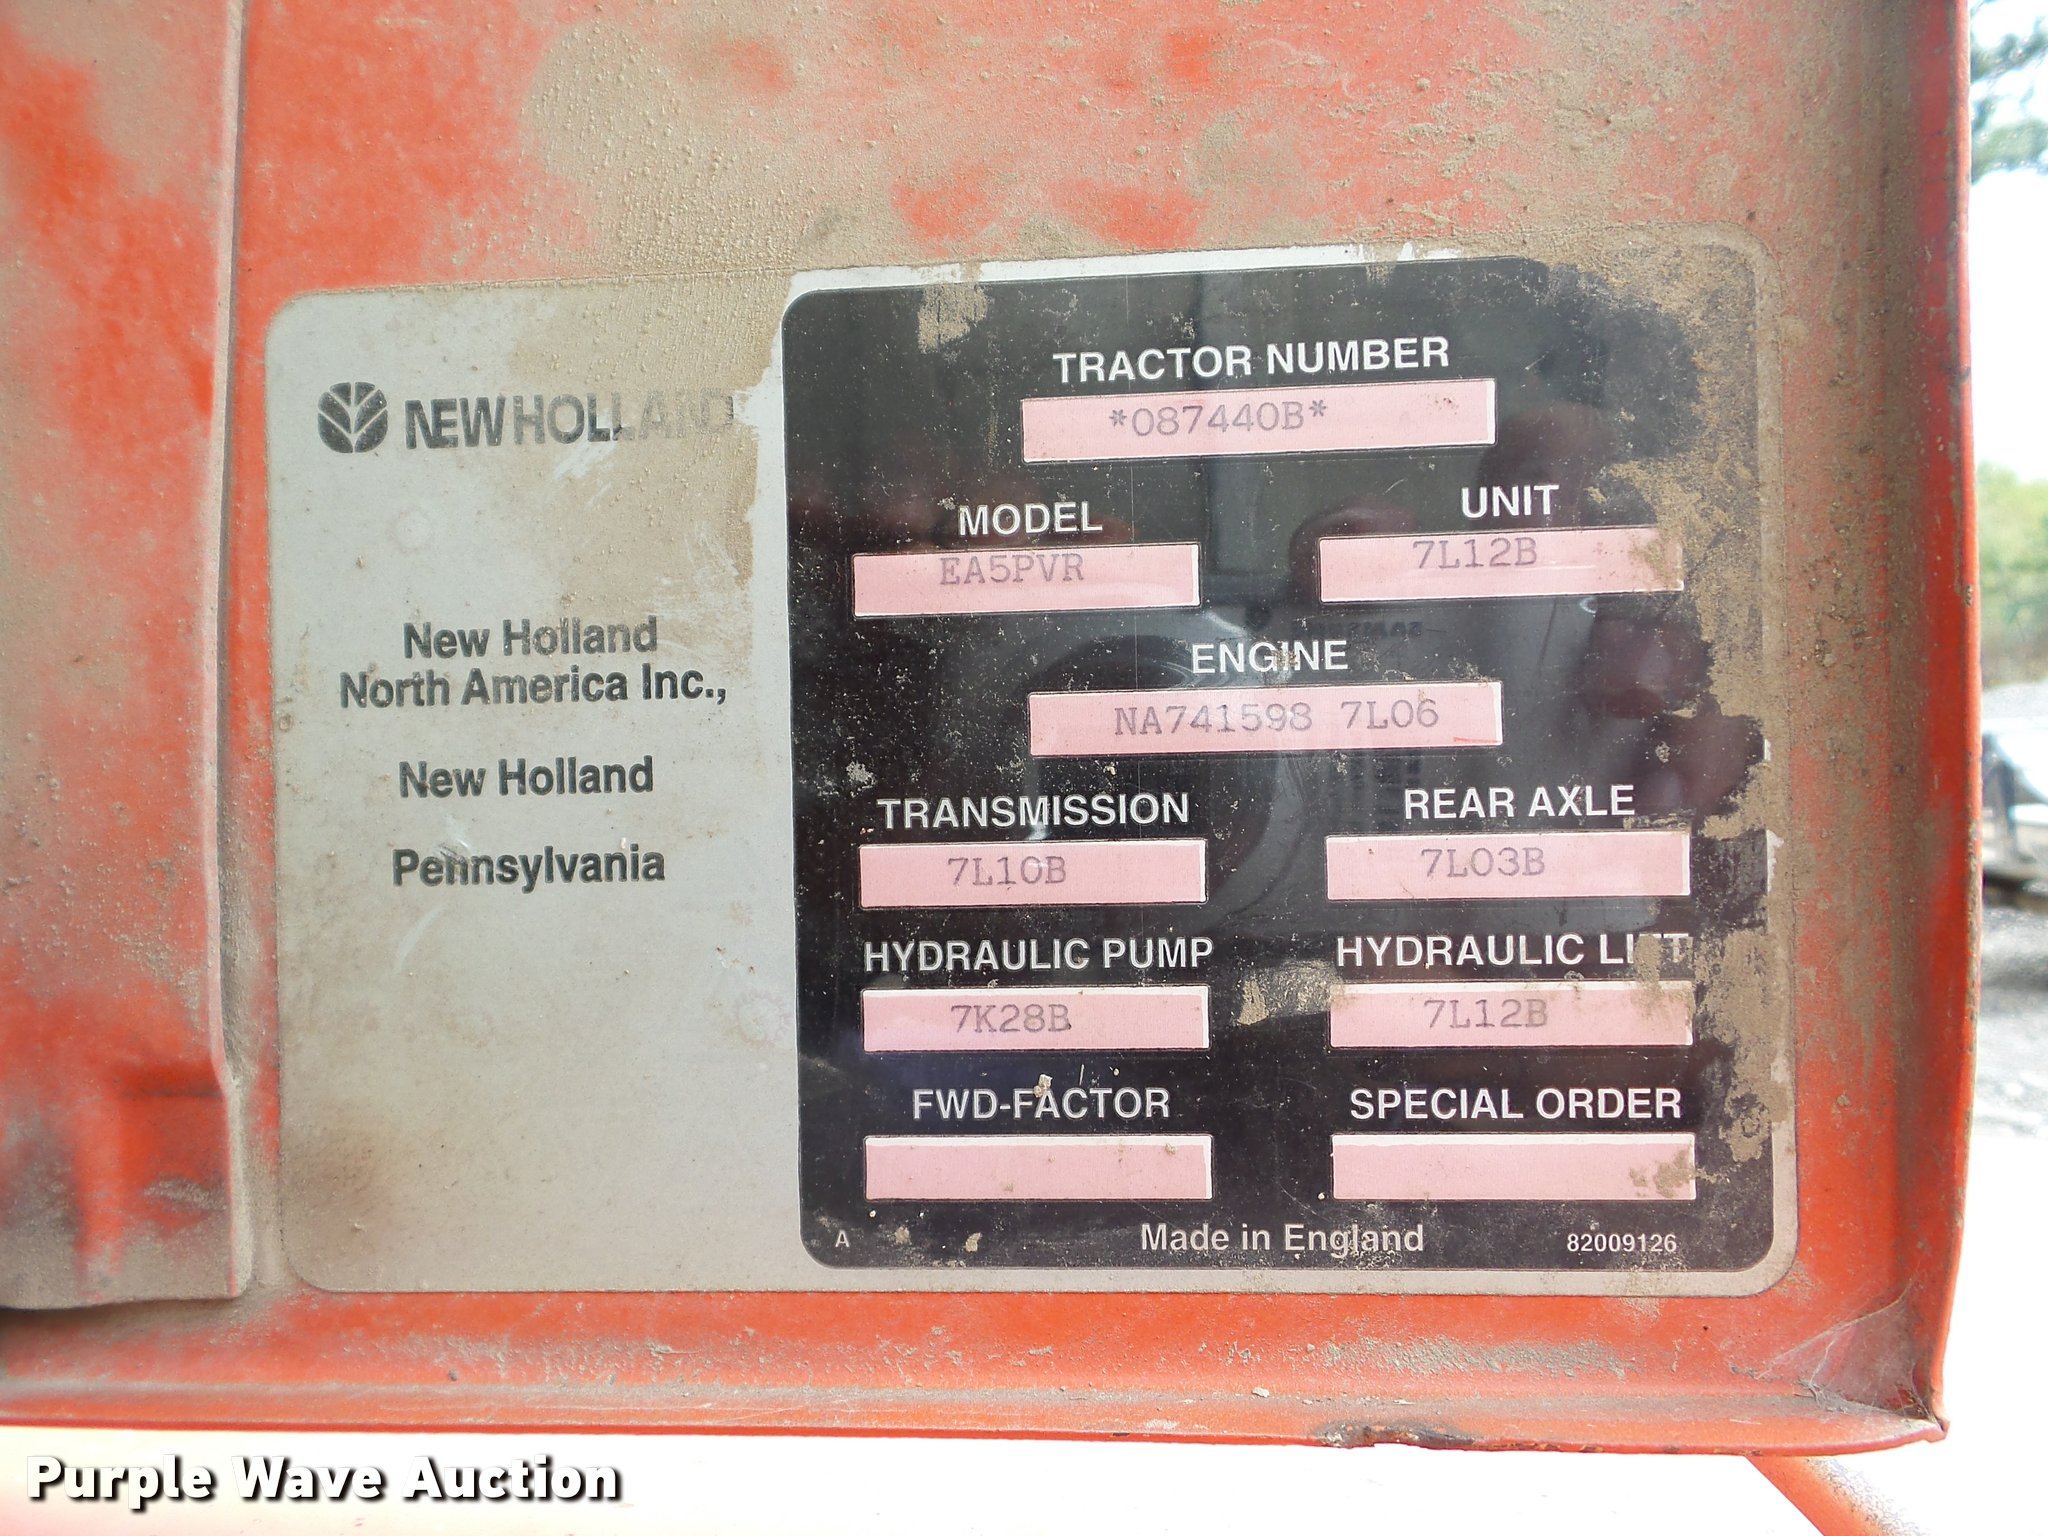 NEW HOLLAND
New Holland
North America Inc.,
New Holland
Pennsylvania
TRACTOR NUMBER
*087440B*
MODEL UNIT
EA5PVR 7L12B
ENGINE
NA741598 7L06
TRANSMISSION REAR AXLE
7L10B 7L03B
HYDRAULIC PUMP HYDRAULIC LIFT
7K28B 7L12B
FWD-FACTOR SPECIAL ORDER
A Made in England 82009126
Purple Wave Auction